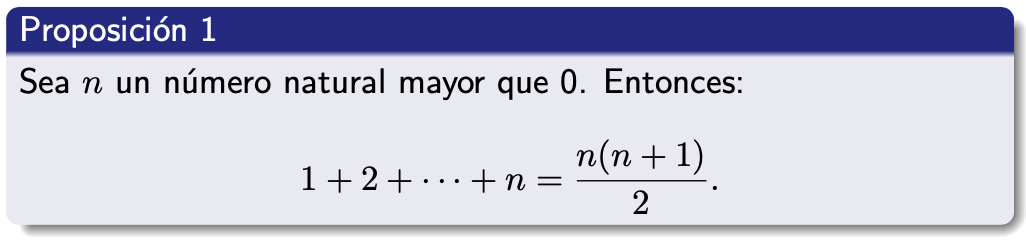 Proposición 1
Sea n un número natural mayor que 0. Entonces:
1 + 2 + ⋯ + n = n(n + 1)/2.